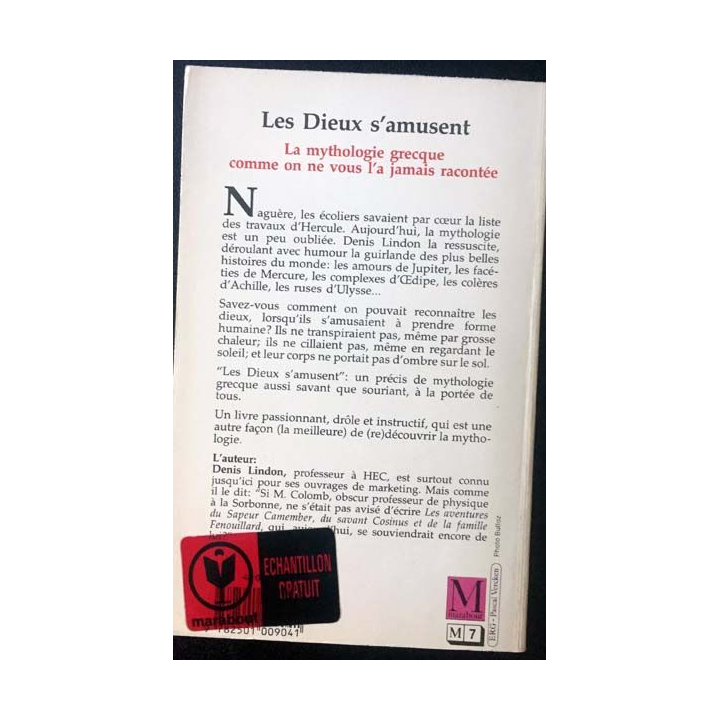 Les Dieux s'amusent
La mythologie grecque
comme on ne vous l'a jamais racontée
Naguère, les écoliers savaient par cœur la liste
des travaux d'Hercule. Aujourd'hui, la mythologie
est un peu oubliée. Denis Lindon la ressuscite,
déroulant avec humour la guirlande des plus belles
histoires du monde: les amours de Jupiter, les facé-
ties de Mercure, les complexes d'Œdipe, les colères
d'Achille, les ruses d'Ulysse...
Savez-vous comment on pouvait reconnaître les
dieux, lorsqu'ils s'amusaient à prendre forme
humaine? Ils ne transpiraient pas, même par grosse
chaleur; ils ne cillaient pas, même en regardant le
soleil; et leur corps ne portait pas d'ombre sur le sol.
"Les Dieux s'amusent": un précis de mythologie
grecque aussi savant que souriant, à la portée de
tous.
Un livre passionnant, drôle et instructif, qui est une
autre façon (la meilleure) de (re)découvrir la mytho-
logie.
L'auteur:
Denis Lindon, professeur à HEC, est surtout connu
jusqu'ici pour ses ouvrages de marketing. Mais comme
il le dit: "Si M. Colomb, obscur professeur de physique
à la Sorbonne, ne s'était pas avisé d'écrire Les aventures
du Sapeur Camember, du savant Cosinus et de la famille
Fenouillard, qui, aujourd'hui, se souviendrait encore de
lui?"
ECHANTILLON
GRATUIT
marabout
9 782501 009041
M
marabout
M 7
ERG - Pascal Vercken
Photo Bulloz